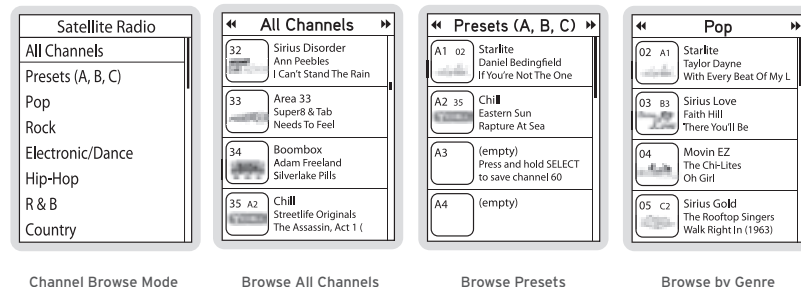 Satellite Radio
All Channels
Presets (A, B, C)
Pop
Rock
Electronic/Dance
Hip-Hop
R & B
Country
Channel Browse Mode
All Channels
32
Sirius Disorder
Ann Peebles
I Can't Stand The Rain
33
Area 33
Super8 & Tab
Needs To Feel
34
Boombox
Adam Freeland
Silverlake Pills
35 A2
Chill
Streetlife Originals
The Assassin, Act 1 (
Browse All Channels
Presets (A, B, C)
A1 02
Starlite
Daniel Bedingfield
If You're Not The One
A2 35
Chill
Eastern Sun
Rapture At Sea
A3
(empty)
Press and hold SELECT
to save channel 60
A4
(empty)
Browse Presets
Pop
02 A1
Starlite
Taylor Dayne
With Every Beat Of My L
03 B3
Sirius Love
Faith Hill
There You'll Be
04
Movin EZ
The Chi-Lites
Oh Girl
05 C2
Sirius Gold
The Rooftop Singers
Walk Right In (1963)
Browse by Genre